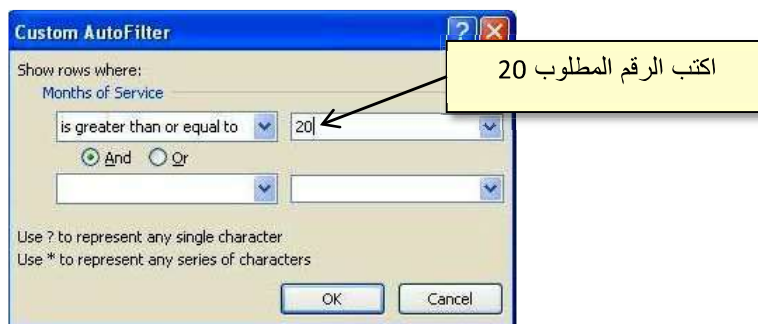 Custom AutoFilter
اكتب الرقم المطلوب 20
Show rows where:
Months of Service
is greater than or equal to 20
And Or
Use ? to represent any single character
Use * to represent any series of characters
OK Cancel